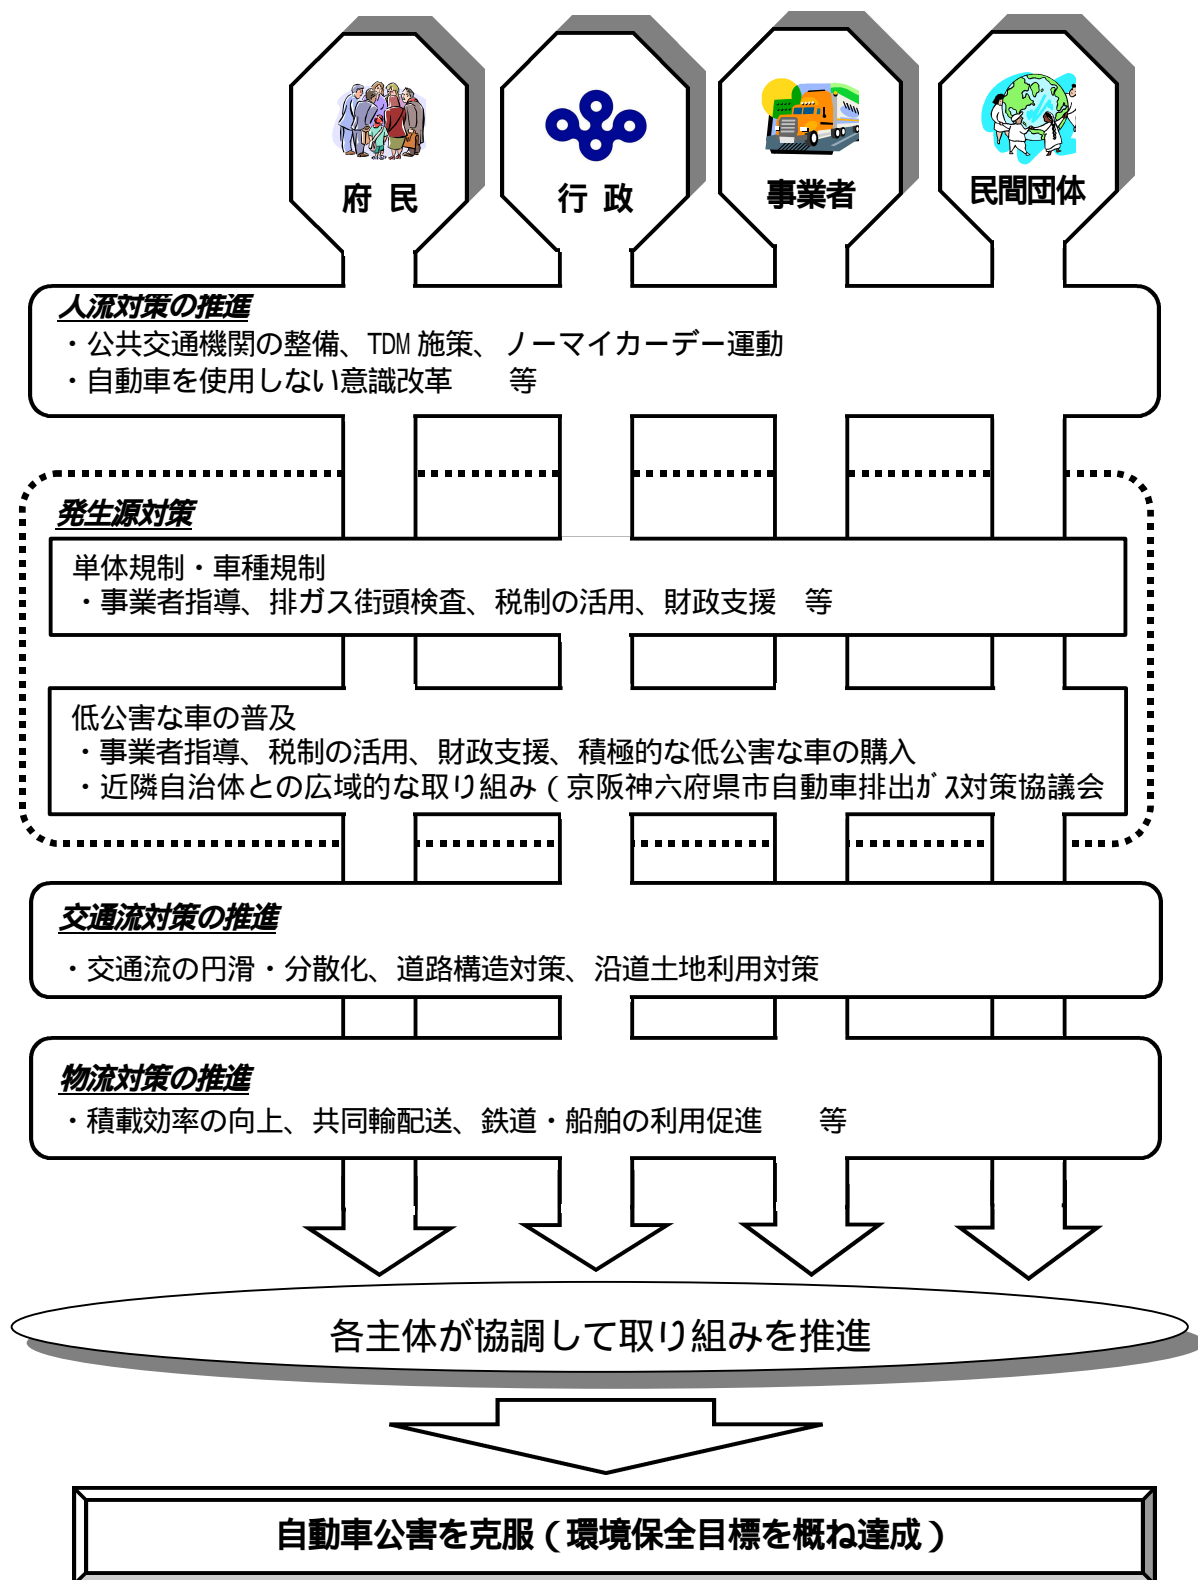 府 民
行 政
事業者
民間団体
人流対策の推進
・公共交通機関の整備、TDM 施策、ノーマイカーデー運動
・自動車を使用しない意識改革　　等
発生源対策
単体規制・車種規制
・事業者指導、排ガス街頭検査、税制の活用、財政支援　等
低公害な車の普及
・事業者指導、税制の活用、財政支援、積極的な低公害な車の購入
・近隣自治体との広域的な取り組み（京阪神六府県市自動車排出ｶﾞｽ対策協議会
交通流対策の推進
・交通流の円滑・分散化、道路構造対策、沿道土地利用対策
物流対策の推進
・積載効率の向上、共同輸配送、鉄道・船舶の利用促進　　等
各主体が協調して取り組みを推進
自動車公害を克服（環境保全目標を概ね達成）